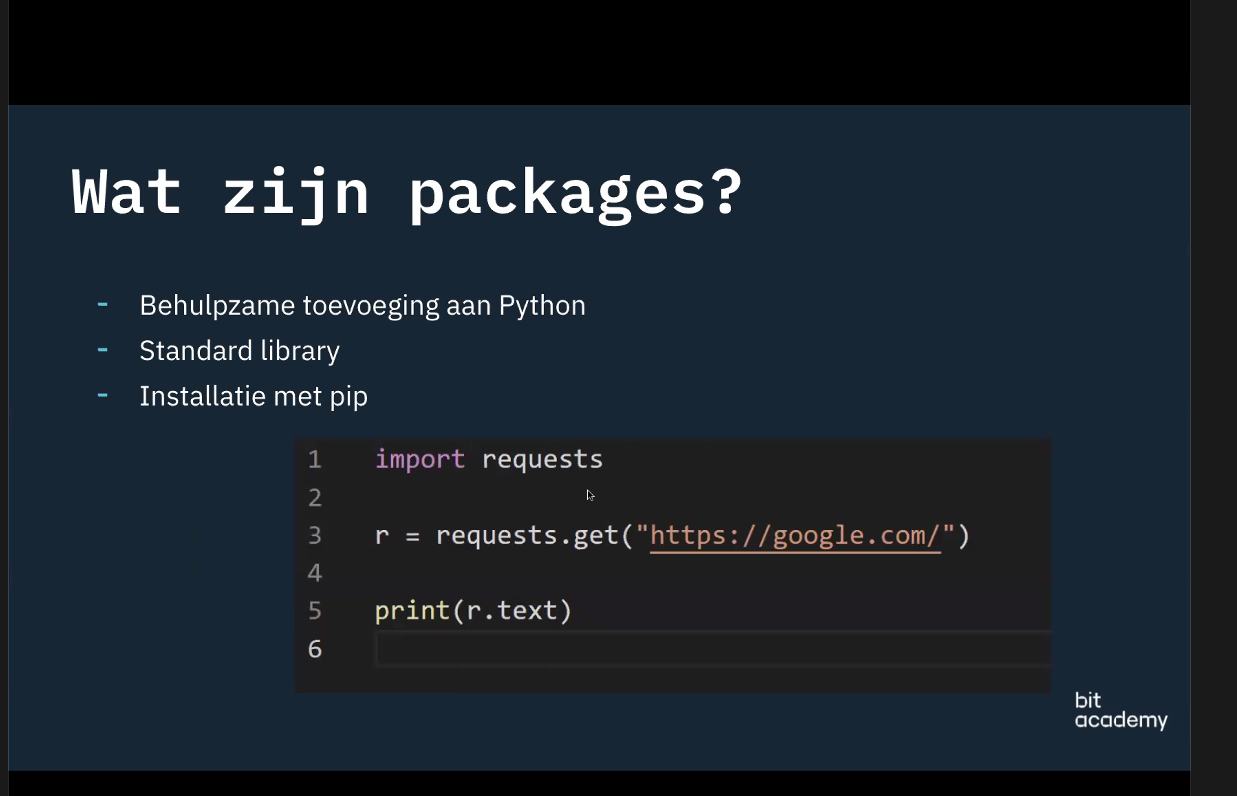 Wat zijn packages?
- Behulpzame toevoeging aan Python
- Standard library
- Installatie met pip
1 import requests
2
3 r = requests.get("https://google.com/")
4
5 print(r.text)
6
bit
academy